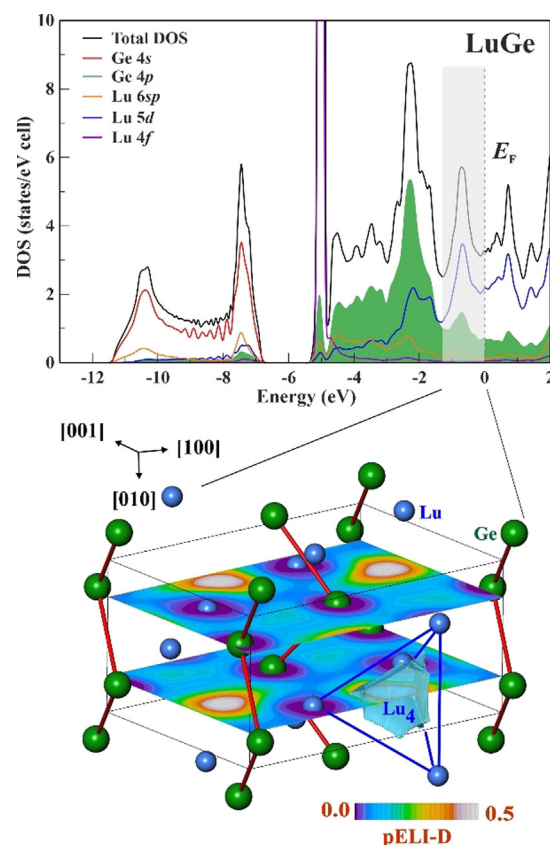 LuGe
Total DOS
Ge 4s
Ge 4p
Lu 6sp
Lu 5d
Lu 4f
E_F
DOS (states/eV cell)
10
8
6
4
2
0
-12 -10 -8 -6 -4 -2 0 2
Energy (eV)
[001]
[100]
[010]
Lu
Ge
Lu4
0.0 0.5
pELI-D